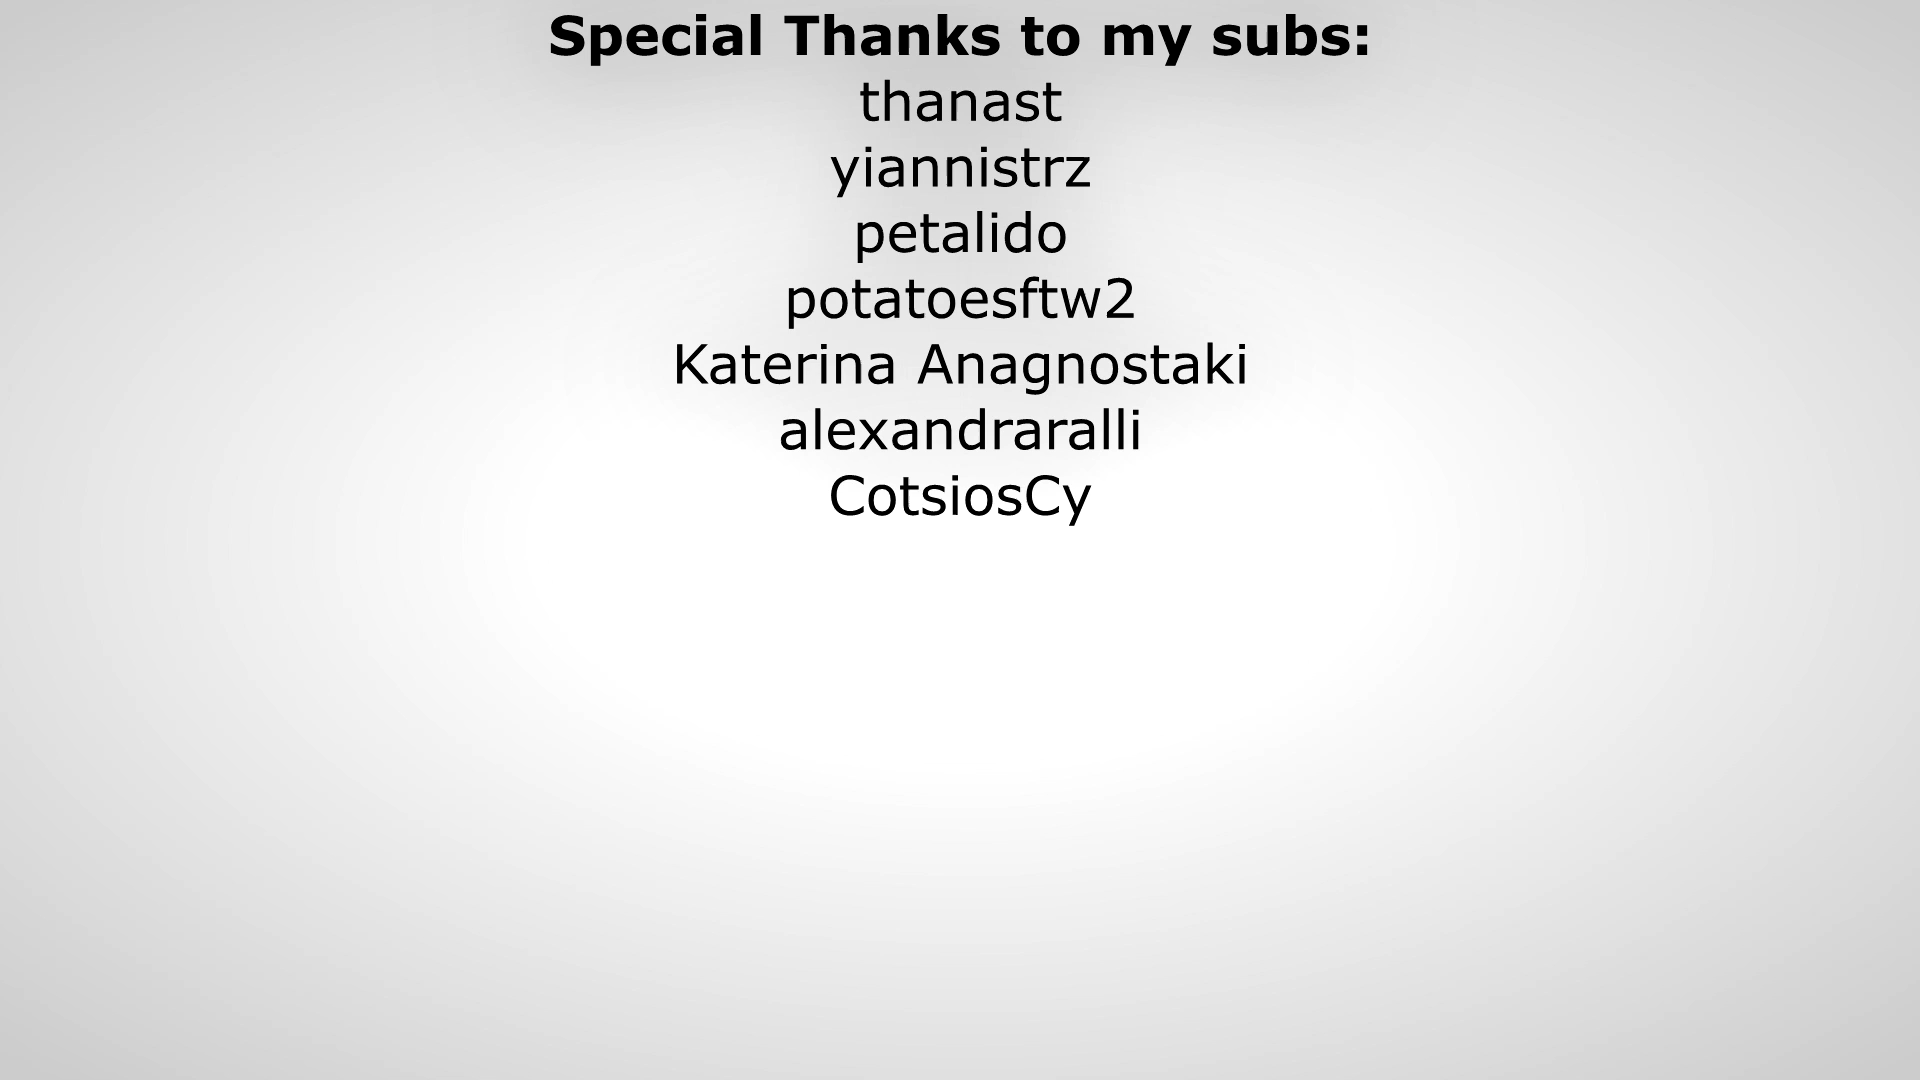 Special Thanks to my subs:
thanast
yiannistrz
petalido
potatoesftw2
Katerina Anagnostaki
alexandraralli
CotsiosCy